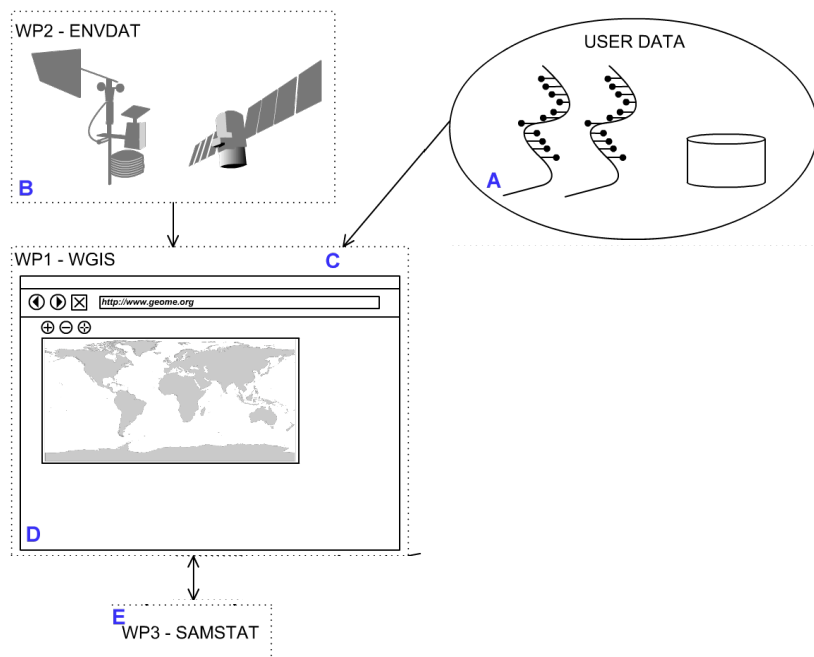 WP2 - ENVDAT
B
USER DATA
A
WP1 - WGIS
C
http://www.geome.org
D
E
WP3 - SAMSTAT